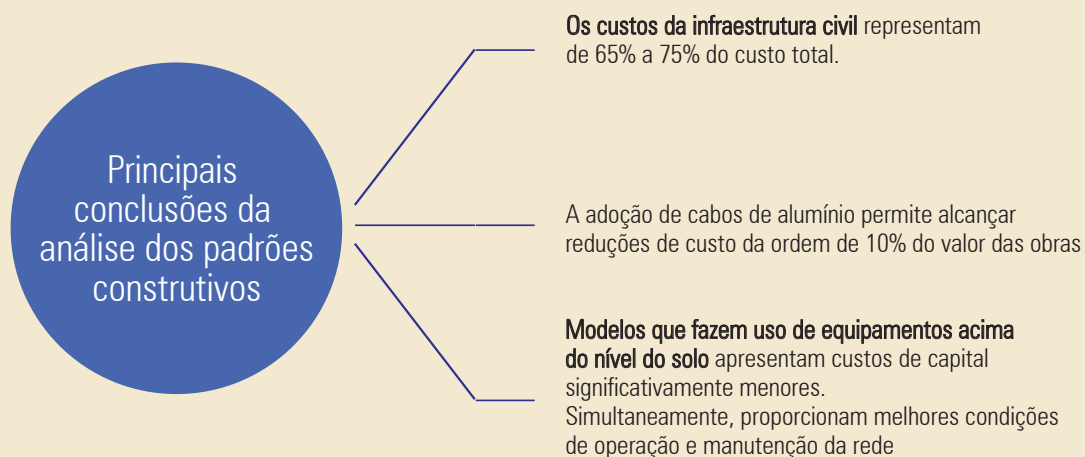 Principais
conclusões da
análise dos padrões
construtivos
Os custos da infraestrutura civil representam
de 65% a 75% do custo total.
A adoção de cabos de alumínio permite alcançar
reduções de custo da ordem de 10% do valor das obras
Modelos que fazem uso de equipamentos acima
do nível do solo apresentam custos de capital
significativamente menores.
Simultaneamente, proporcionam melhores condições
de operação e manutenção da rede